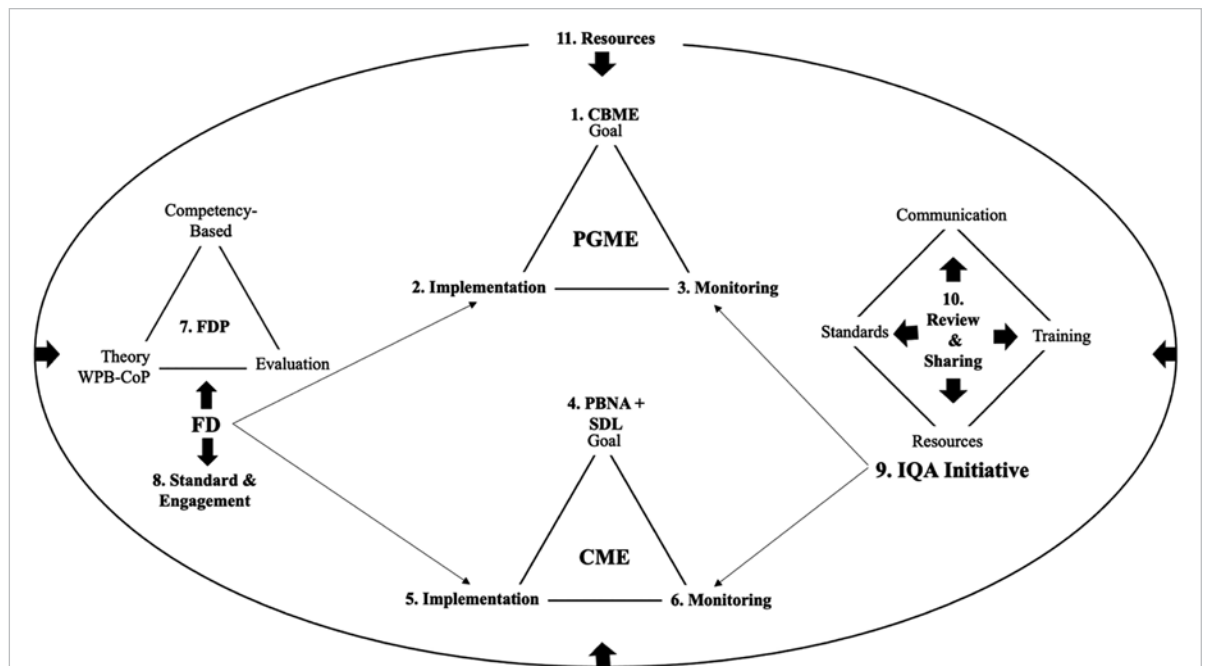 11. Resources
1. CBME
Goal
PGME
2. Implementation
3. Monitoring
Competency-
Based
7. FDP
Theory
WPB-CoP
Evaluation
FD
8. Standard &
Engagement
Communication
Standards
10.
Review
&
Sharing
Training
Resources
9. IQA Initiative
4. PBNA +
SDL
Goal
CME
5. Implementation
6. Monitoring